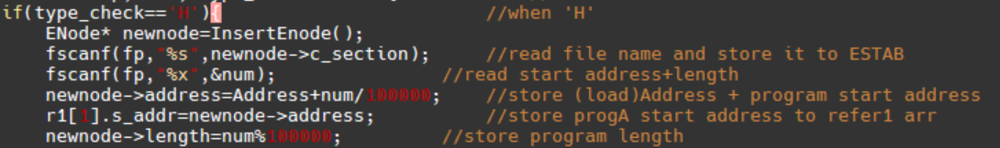 if(type_check=='H'){ //when 'H'
ENode* newnode=InsertEnode();
fscanf(fp,"%s",newnode->c_section); //read file name and store it to ESTAB
fscanf(fp,"%x",&num); //read start address+length
newnode->address=Address+num/100000; //store (load)Address + program start address
r1[1].s_addr=newnode->address; //store progA start address to refer1 arr
newnode->length=num%100000; //store program length